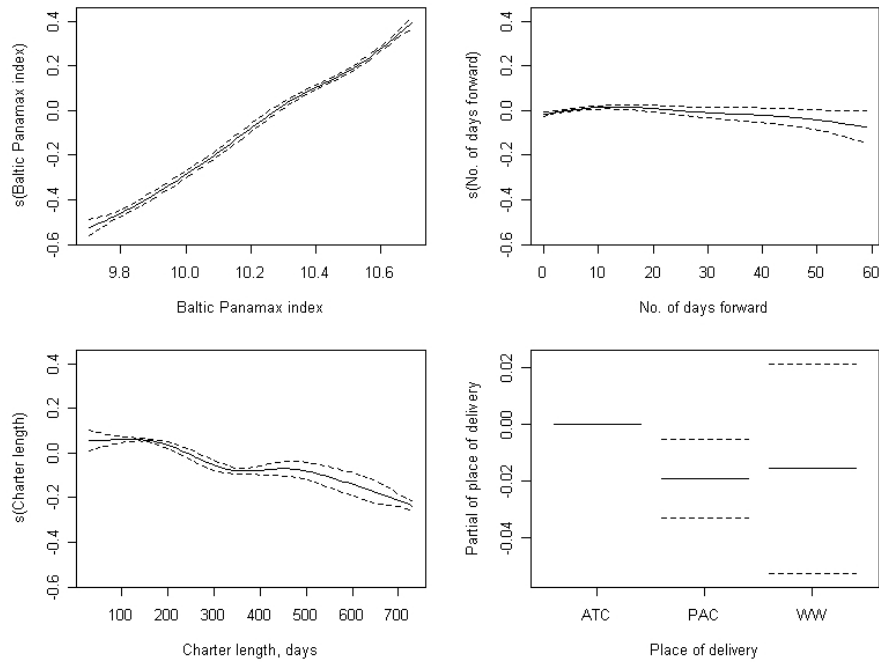 s(Baltic Panamax index)
0.4
0.2
0.0
-0.2
-0.4
-0.6
9.8 10.0 10.2 10.4 10.6
Baltic Panamax index
s(No. of days forward)
0.4
0.2
0.0
-0.2
-0.4
-0.6
0 10 20 30 40 50 60
No. of days forward
s(Charter length)
0.4
0.2
0.0
-0.2
-0.4
-0.6
100 200 300 400 500 600 700
Charter length, days
Partial of place of delivery
0.02
0.00
-0.02
-0.04
ATC PAC WW
Place of delivery